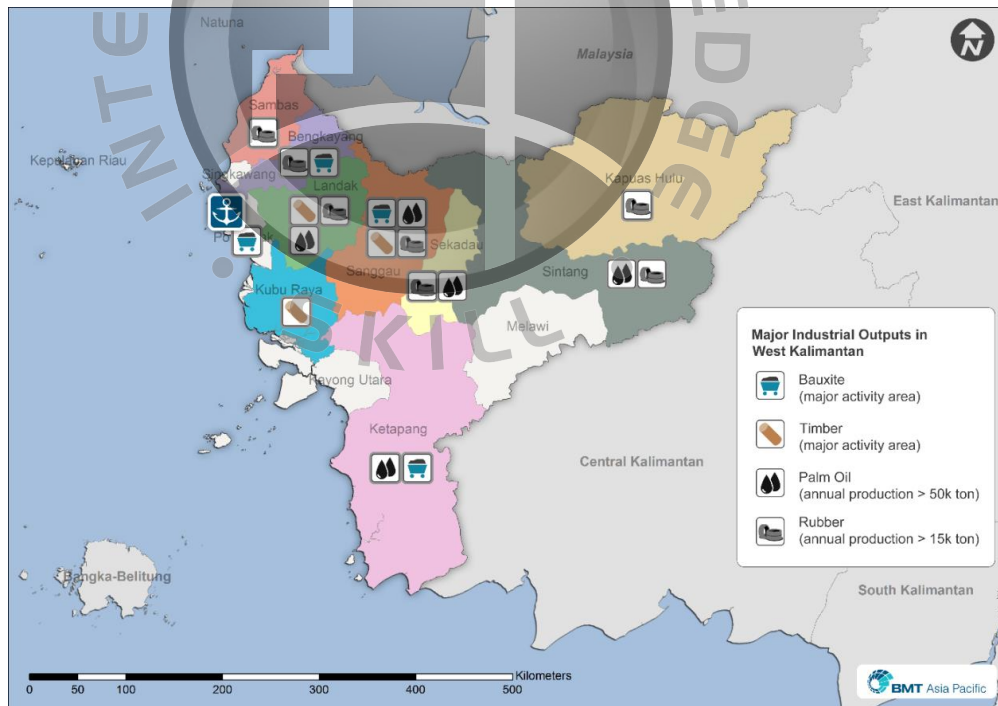 Natuna
Malaysia
N
Sambas
Bengkayang
Kepulauan Riau
Singkawang
Landak
Kapuas Hulu
East Kalimantan
Sekadau
Sanggau
Sintang
Kubu Raya
Melawi
SKILL
Kayong Utara
Ketapang
Central Kalimantan
Bangka-Belitung
South Kalimantan
Major Industrial Outputs in
West Kalimantan
Bauxite
(major activity area)
Timber
(major activity area)
Palm Oil
(annual production > 50k ton)
Rubber
(annual production > 15k ton)
0 50 100 200 300 400 500 Kilometers
BMT Asia Pacific